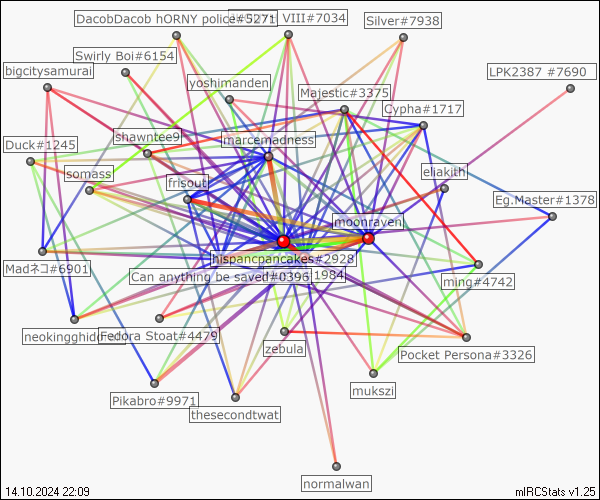 DacobDacob hORNY police#5271
VIII#7034
Silver#7938
Swirly Boi#6154
bigcitysamurai
yoshimanden
LPK2387 #7690
Majestic#3375
Cypha#1717
shawntee9
marcemadness
Duck#1245
somass
frisout
eliakith
Eg.Master#1378
moonraven
Madネコ#6901
hispancpancakes#2928
Can anything be saved#0396
1984
ming#4742
neokingghid
Fedora Stoat#4479
zebula
Pocket Persona#3326
mukszi
Pikabro#9971
thesecondtwat
normalwan
14.10.2024 22:09
mIRCStats v1.25